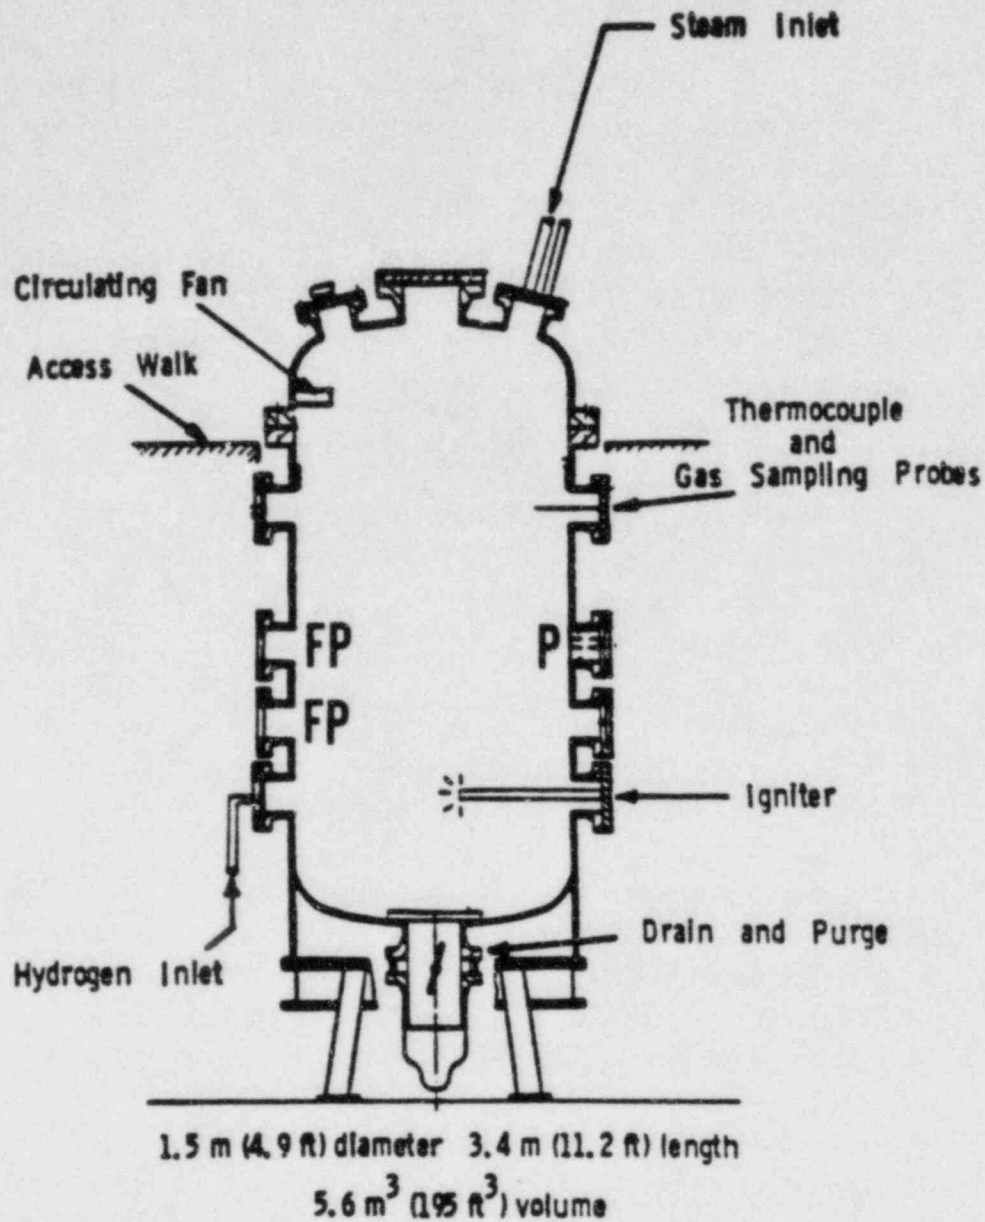 Steam Inlet
Circulating Fan
Access Walk
Thermocouple
and
Gas Sampling Probes
FP
P
FP
Igniter
Drain and Purge
Hydrogen Inlet
1.5 m (4.9 ft) diameter 3.4 m (11.2 ft) length
5.6 m³ (195 ft³) volume